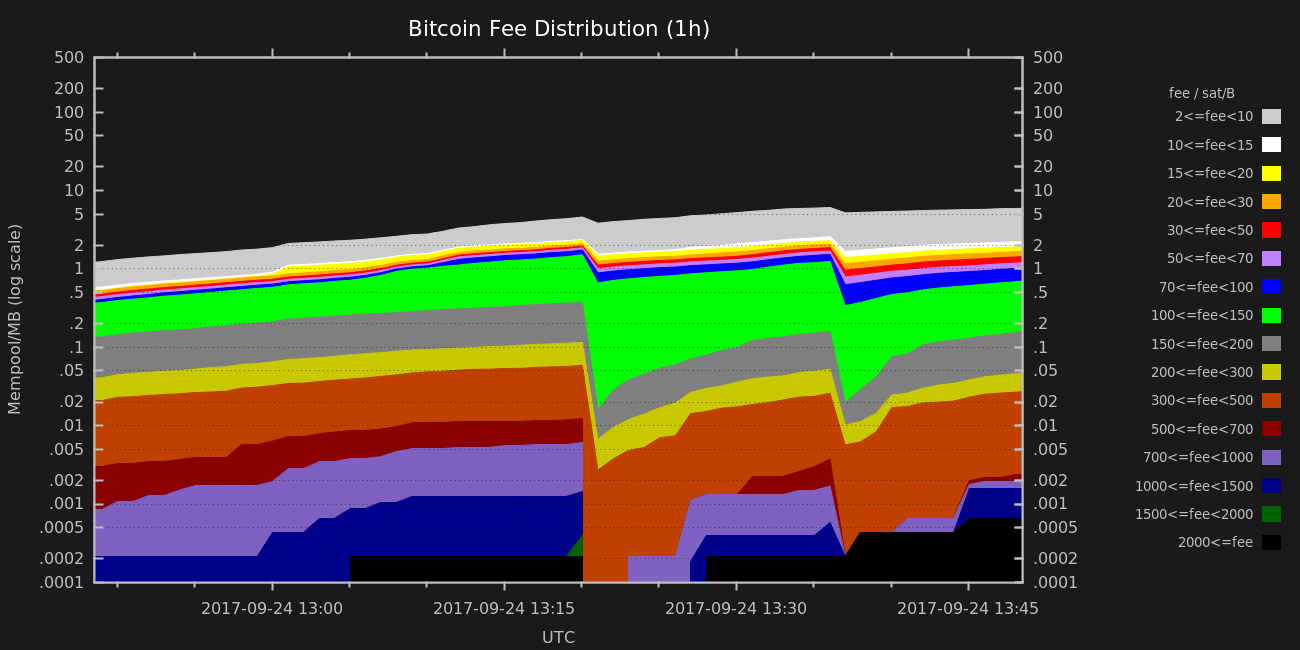 Bitcoin Fee Distribution (1h)
Mempool/MB (log scale)
500
200
100
50
20
10
5
2
1
.5
.2
.1
.05
.02
.01
.005
.002
.001
.0005
.0002
.0001
500
200
100
50
20
10
5
2
1
.5
.2
.1
.05
.02
.01
.005
.002
.001
.0005
.0002
.0001
2017-09-24 13:00
2017-09-24 13:15
2017-09-24 13:30
2017-09-24 13:45
UTC
fee / sat/B
2<=fee<10
10<=fee<15
15<=fee<20
20<=fee<30
30<=fee<50
50<=fee<70
70<=fee<100
100<=fee<150
150<=fee<200
200<=fee<300
300<=fee<500
500<=fee<700
700<=fee<1000
1000<=fee<1500
1500<=fee<2000
2000<=fee